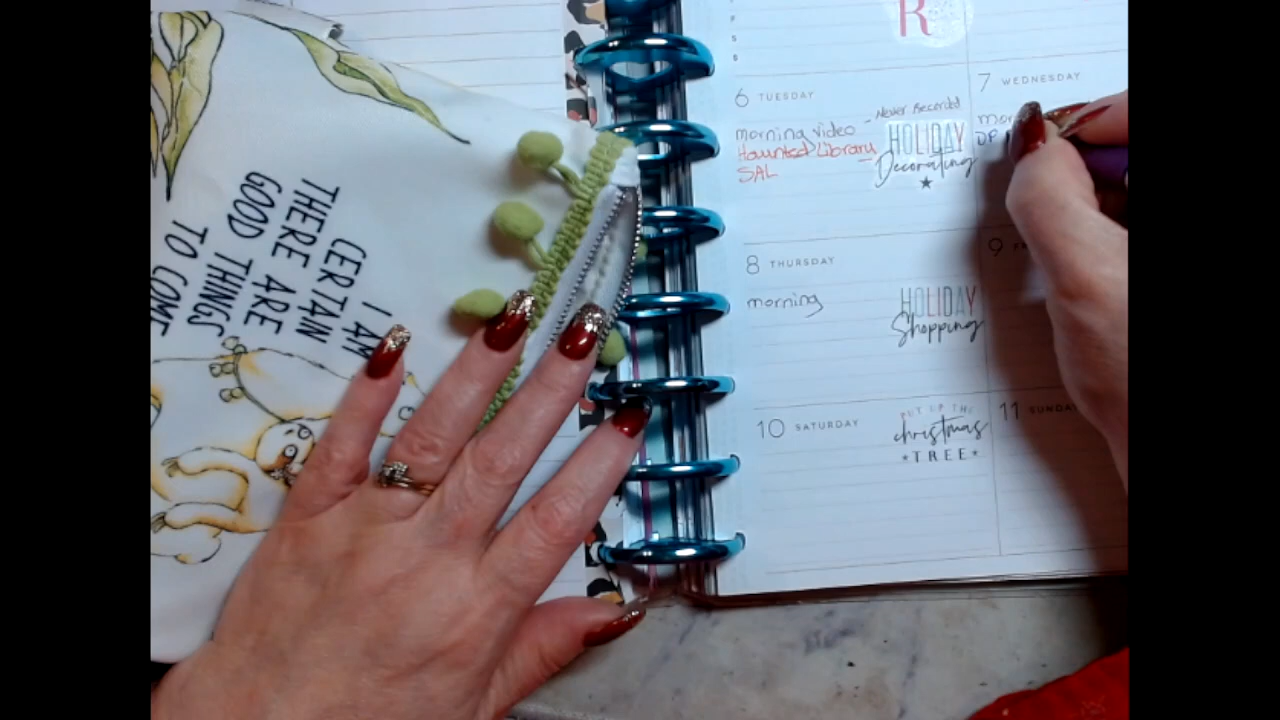 R
6 TUESDAY
morning video - Never Recorded
Haunted Library -
SAL
HOLIDAY
Decorating
7 WEDNESDAY
8 THURSDAY
morning
HOLIDAY
Shopping
9
10 SATURDAY
PUT UP THE
christmas
TREE
11 SUNDAY
I AM
CERTAIN
THERE ARE
GOOD THINGS
TO COME